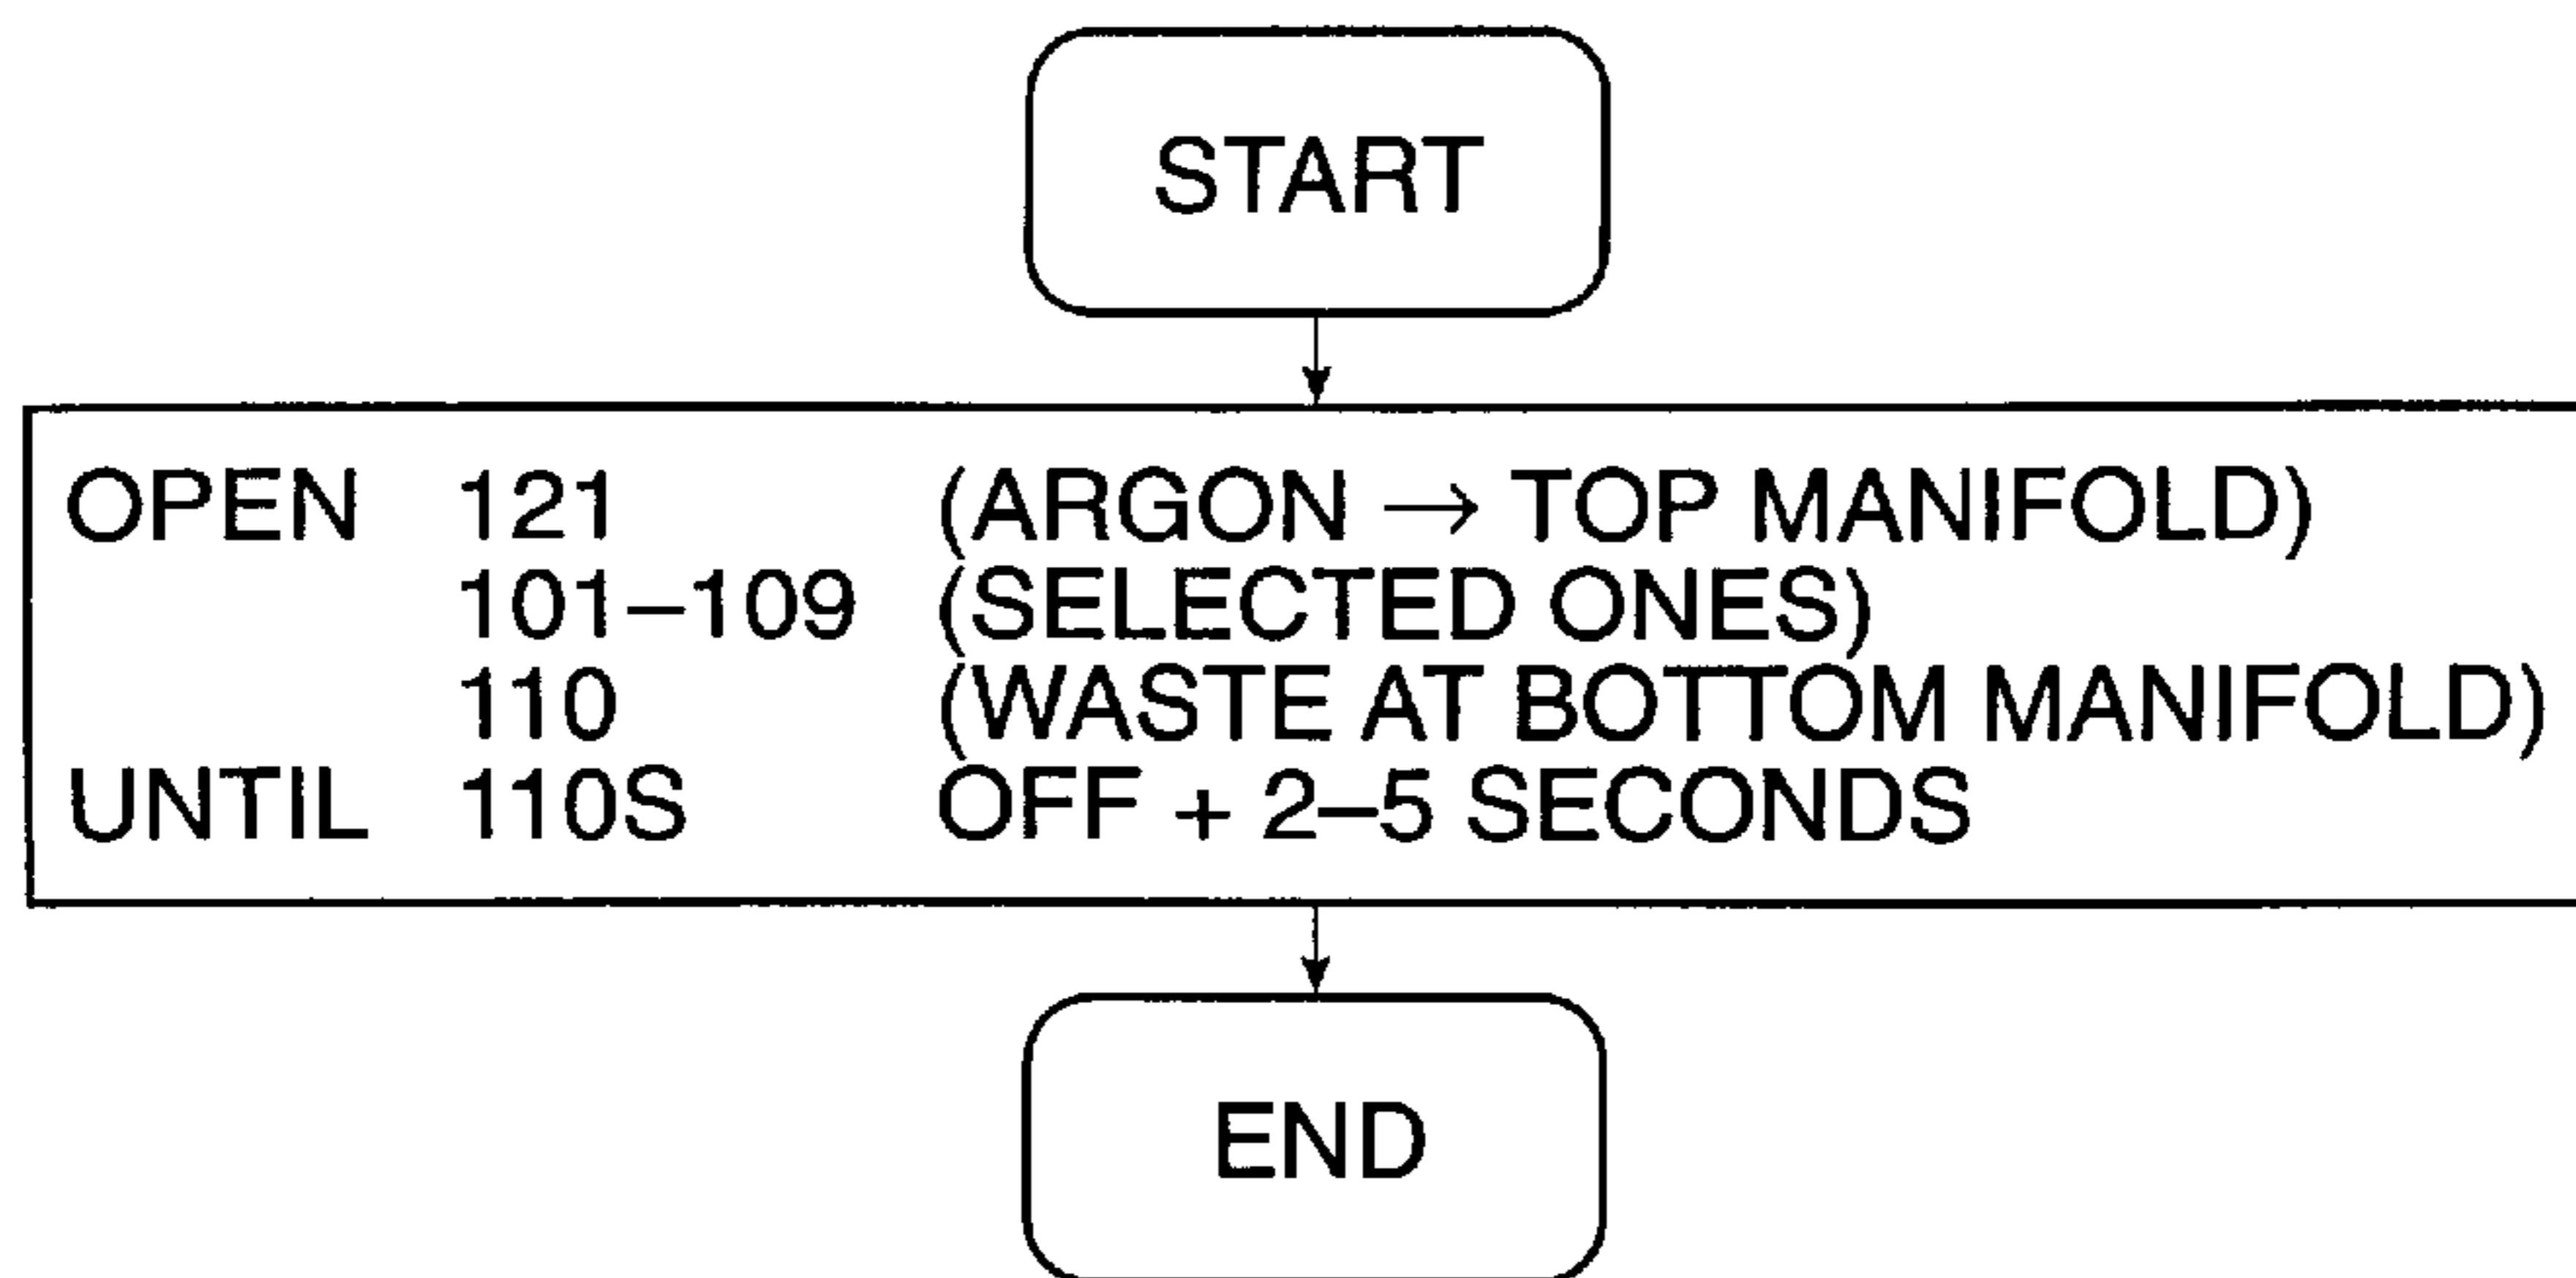 START
OPEN 121 (ARGON → TOP MANIFOLD)
101–109 (SELECTED ONES)
110 (WASTE AT BOTTOM MANIFOLD)
UNTIL 110S OFF + 2–5 SECONDS
END